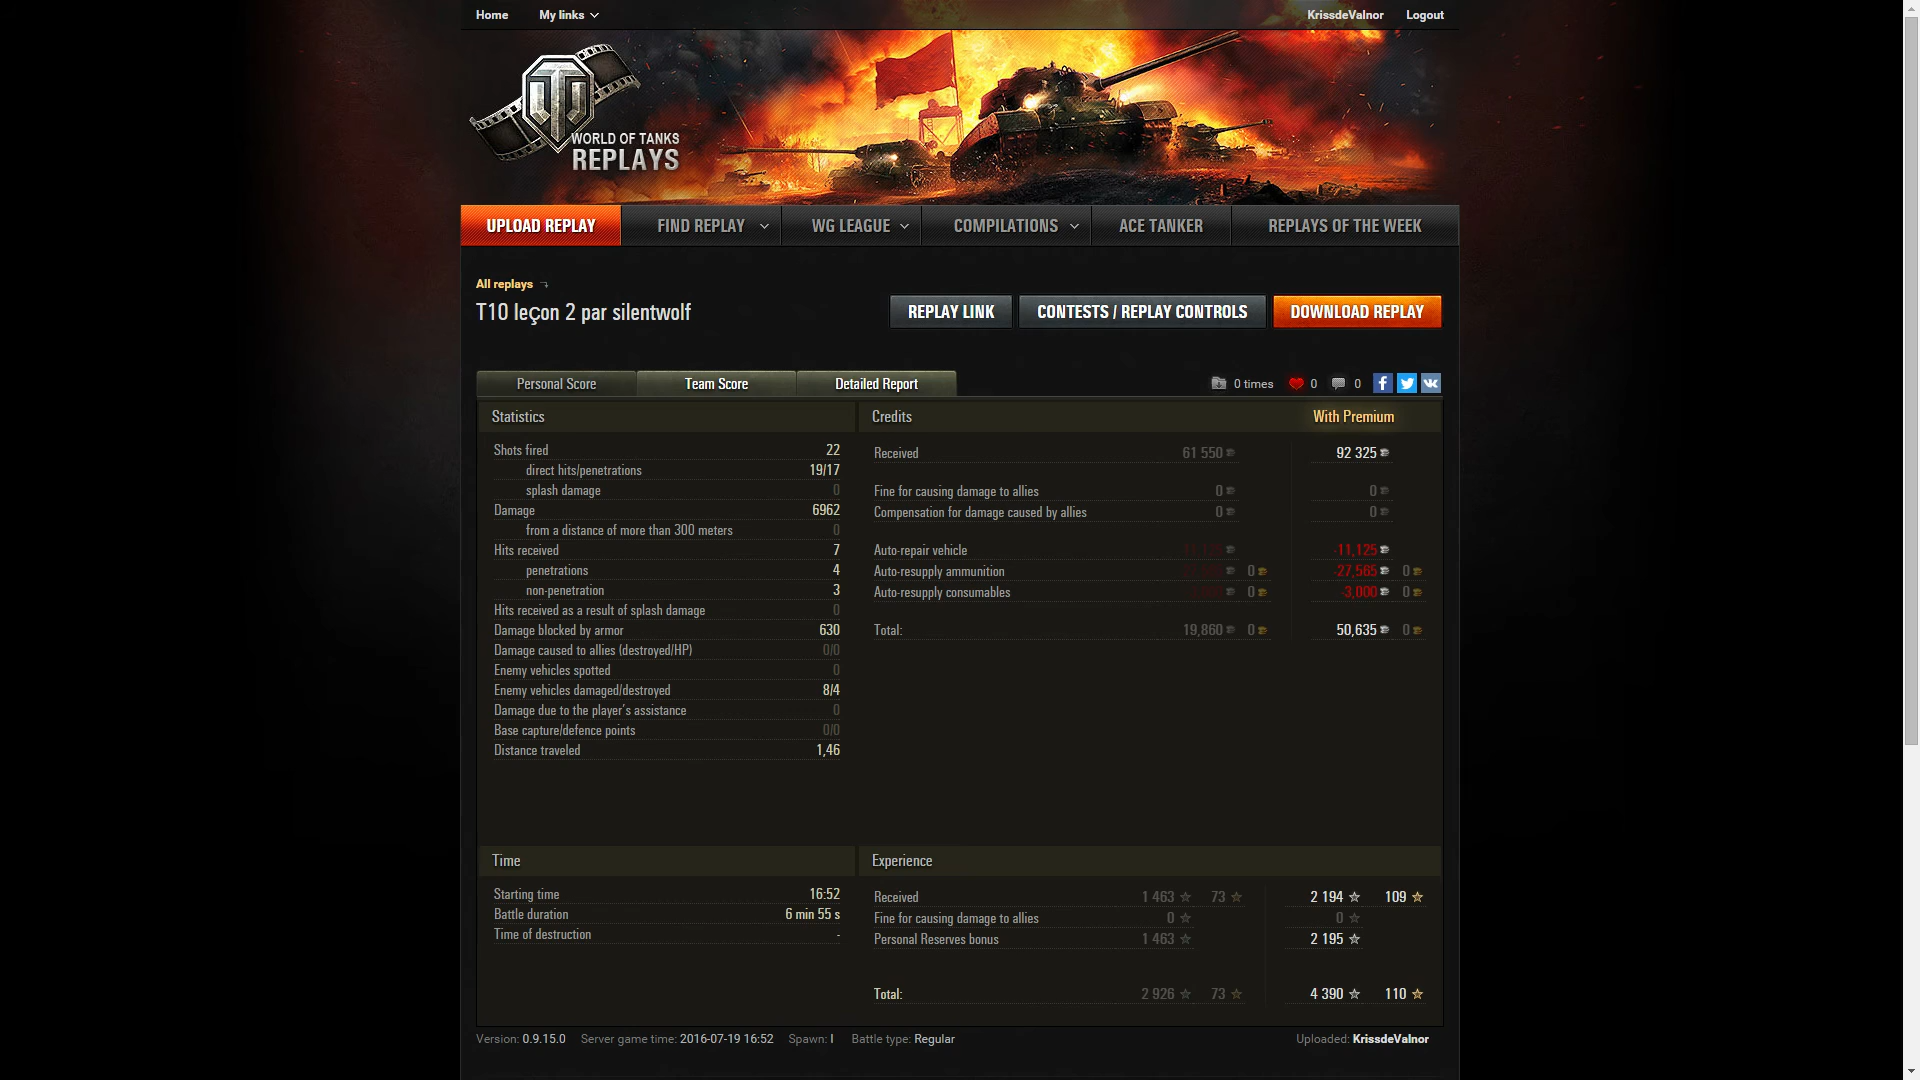 Home My links KrissdeValnor Logout
WORLD OF TANKS
REPLAYS
UPLOAD REPLAY FIND REPLAY WG LEAGUE COMPILATIONS ACE TANKER REPLAYS OF THE WEEK
All replays
T10 leçon 2 par silentwolf REPLAY LINK CONTESTS / REPLAY CONTROLS DOWNLOAD REPLAY
Personal Score Team Score Detailed Report 0 times 0 0
Statistics
Shots fired 22
direct hits/penetrations 19/17
splash damage 0
Damage 6962
from a distance of more than 300 meters 0
Hits received 7
penetrations 4
non-penetration 3
Hits received as a result of splash damage 0
Damage blocked by armor 630
Damage caused to allies (destroyed/HP) 0/0
Enemy vehicles spotted 0
Enemy vehicles damaged/destroyed 8/4
Damage due to the player's assistance 0
Base capture/defence points 0/0
Distance traveled 1,46
Credits With Premium
Received 61 550 92 325
Fine for causing damage to allies 0 0
Compensation for damage caused by allies 0 0
Auto-repair vehicle -11,125
Auto-resupply ammunition 0 -27,565 0
Auto-resupply consumables 0 -3,000 0
Total: 19,860 0 50,635 0
Time
Starting time 16:52
Battle duration 6 min 55 s
Time of destruction -
Experience
Received 1 463 73 2 194 109
Fine for causing damage to allies 0 0
Personal Reserves bonus 1 463 2 195
Total: 2 926 73 4 390 110
Version: 0.9.15.0 Server game time: 2016-07-19 16:52 Spawn: I Battle type: Regular Uploaded: KrissdeValnor